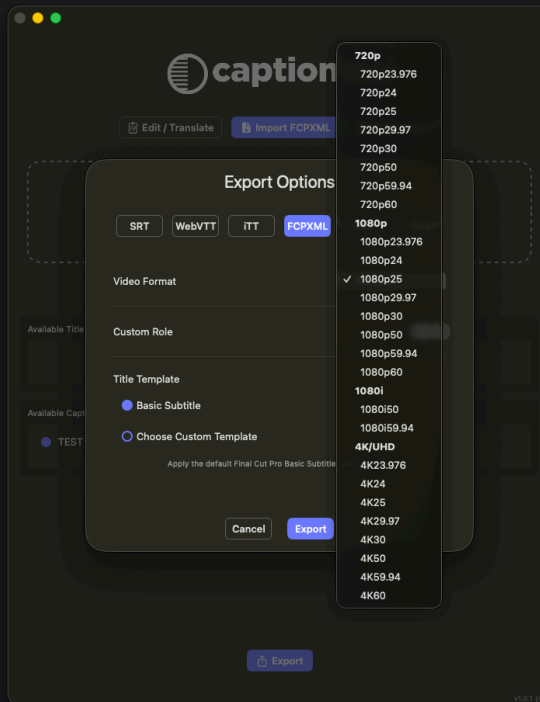 caption
Edit / Translate
Import FCPXML
Export Options
SRT
WebVTT
iTT
FCPXML
Video Format
Custom Role
Title Template
Basic Subtitle
Choose Custom Template
Apply the default Final Cut Pro Basic Subtitle
Cancel
Export
720p
720p23.976
720p24
720p25
720p29.97
720p30
720p50
720p59.94
720p60
1080p
1080p23.976
1080p24
✓ 1080p25
1080p29.97
1080p30
1080p50
1080p59.94
1080p60
1080i
1080i50
1080i59.94
4K/UHD
4K23.976
4K24
4K25
4K29.97
4K30
4K50
4K59.94
4K60
Available Title
Available Capt
TEST
Export
v1.0.1